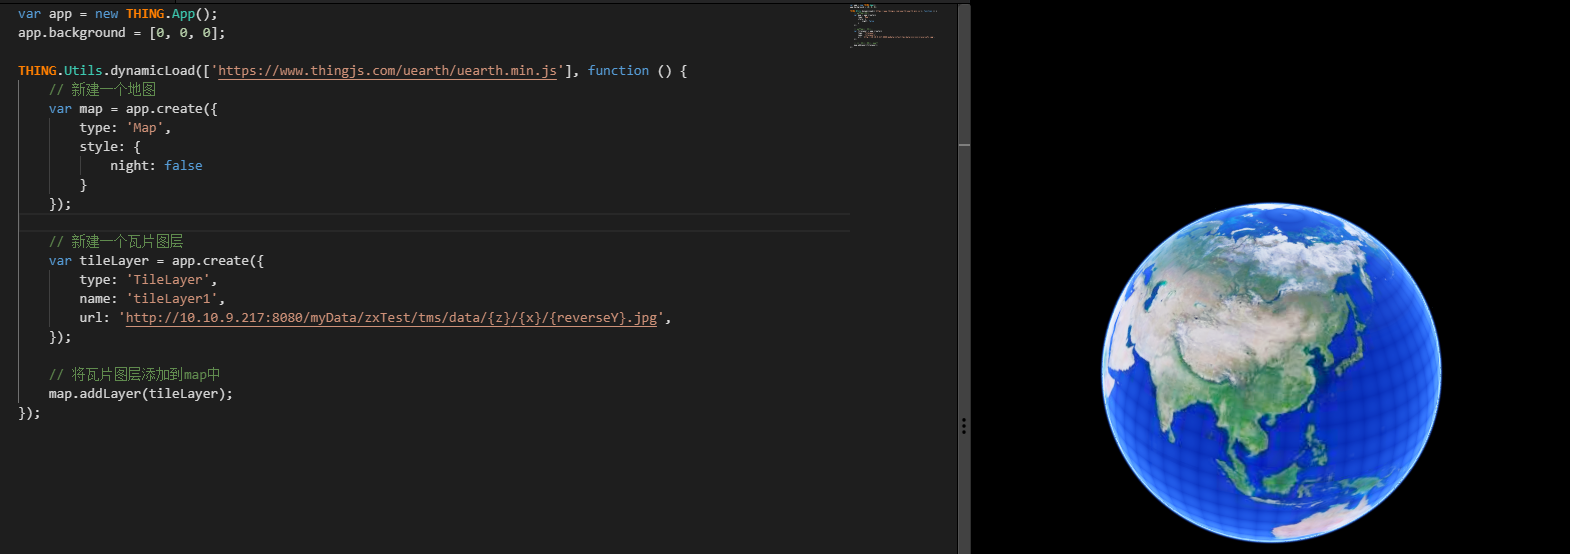 var app = new THING.App();
app.background = [0, 0, 0];
THING.Utils.dynamicLoad(['https://www.thingjs.com/uearth/uearth.min.js'], function () {
// 新建一个地图
var map = app.create({
type: 'Map',
style: {
night: false
}
});
// 新建一个瓦片图层
var tileLayer = app.create({
type: 'TileLayer',
name: 'tileLayer1',
url: 'http://10.10.9.217:8080/myData/zxTest/tms/data/{z}/{x}/{reverseY}.jpg',
});
// 将瓦片图层添加到map中
map.addLayer(tileLayer);
});